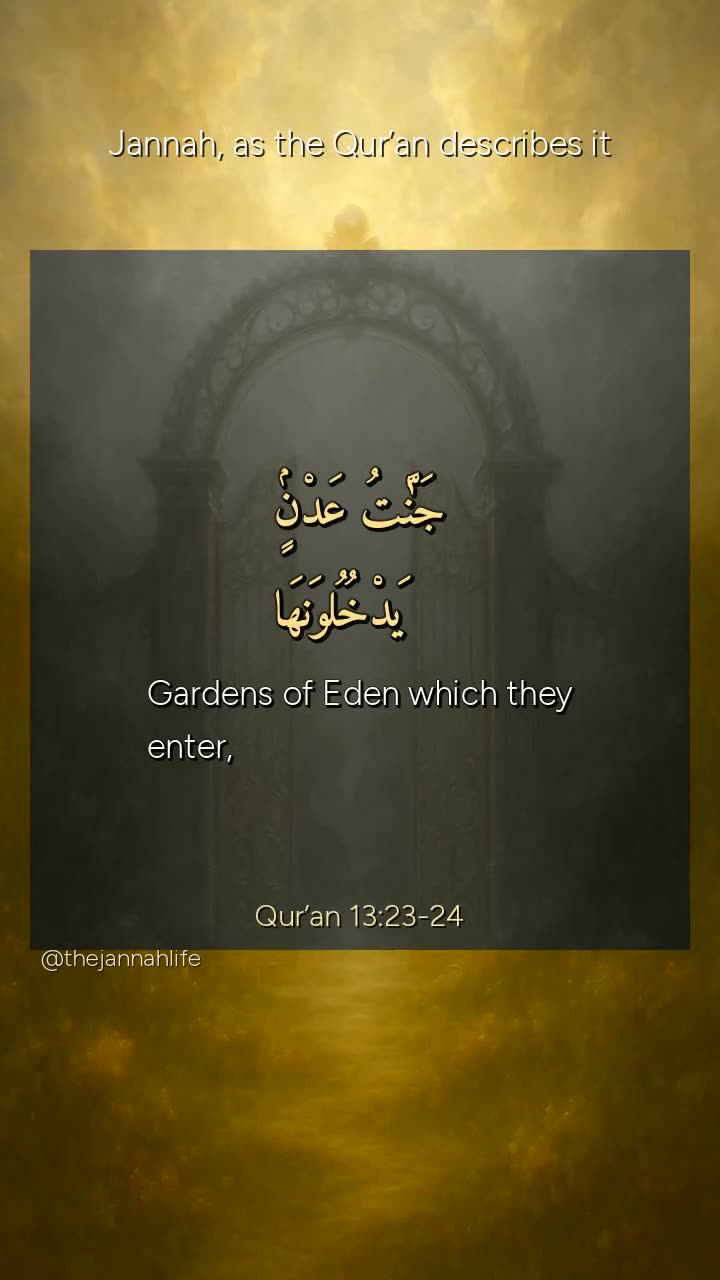 Jannah, as the Qur’an describes it
جَنَّٰتُ عَدْنٍۢ
يَدْخُلُونَهَا
Gardens of Eden which they
enter,
Qur’an 13:23-24
@thejannahlife